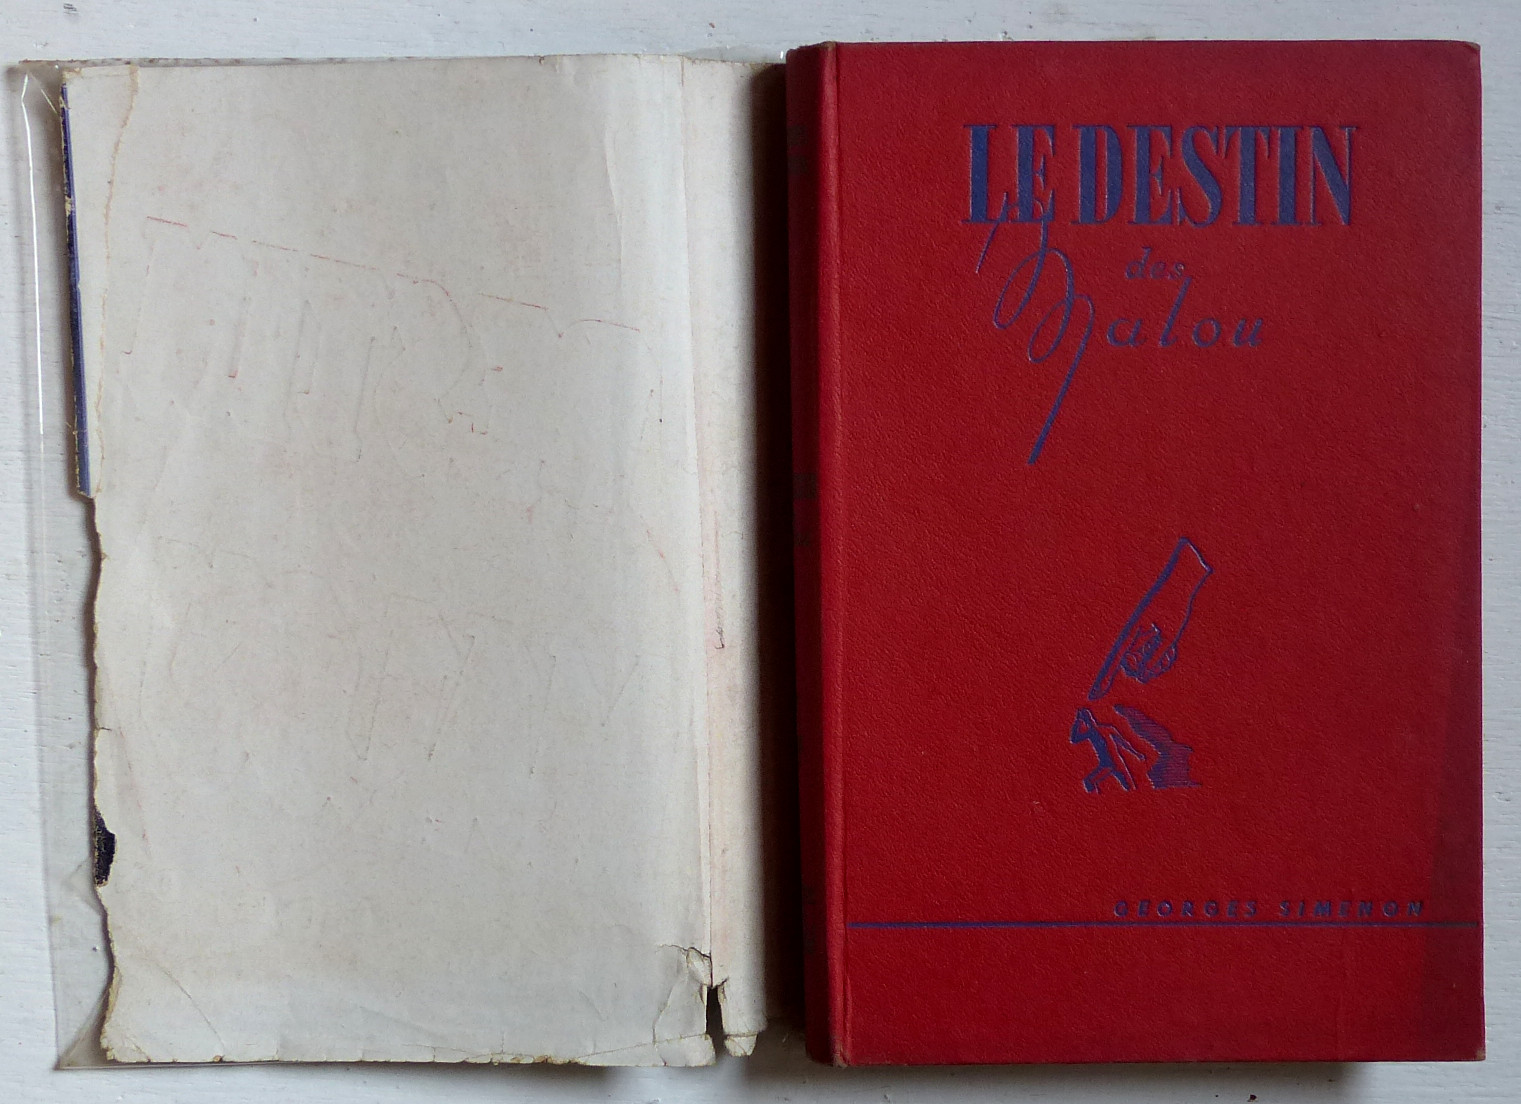 LE DESTIN
des
Malou
GEORGES SIMENON